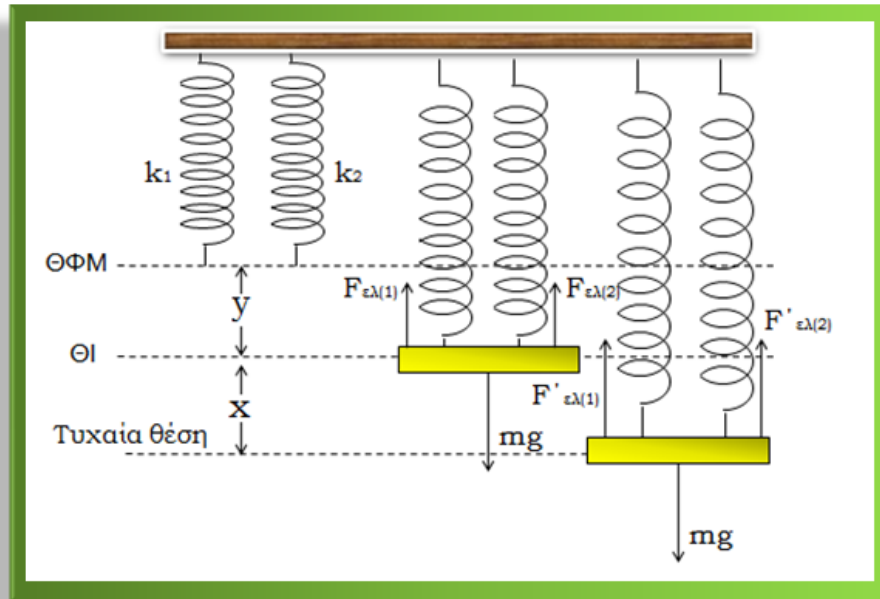 k₁
k₂
ΘΦΜ
y
Fελ(1)
Fελ(2)
F΄ελ(2)
ΘΙ
x
F΄ελ(1)
Τυχαία θέση
mg
mg